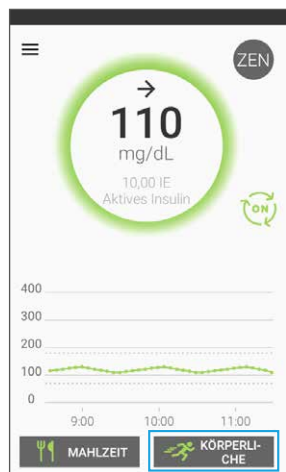 ZEN
110
mg/dL
10,00 IE
Aktives Insulin
ON
400
300
200
100
0
9:00 10:00 11:00
MAHLZEIT
KÖRPERLI-
CHE